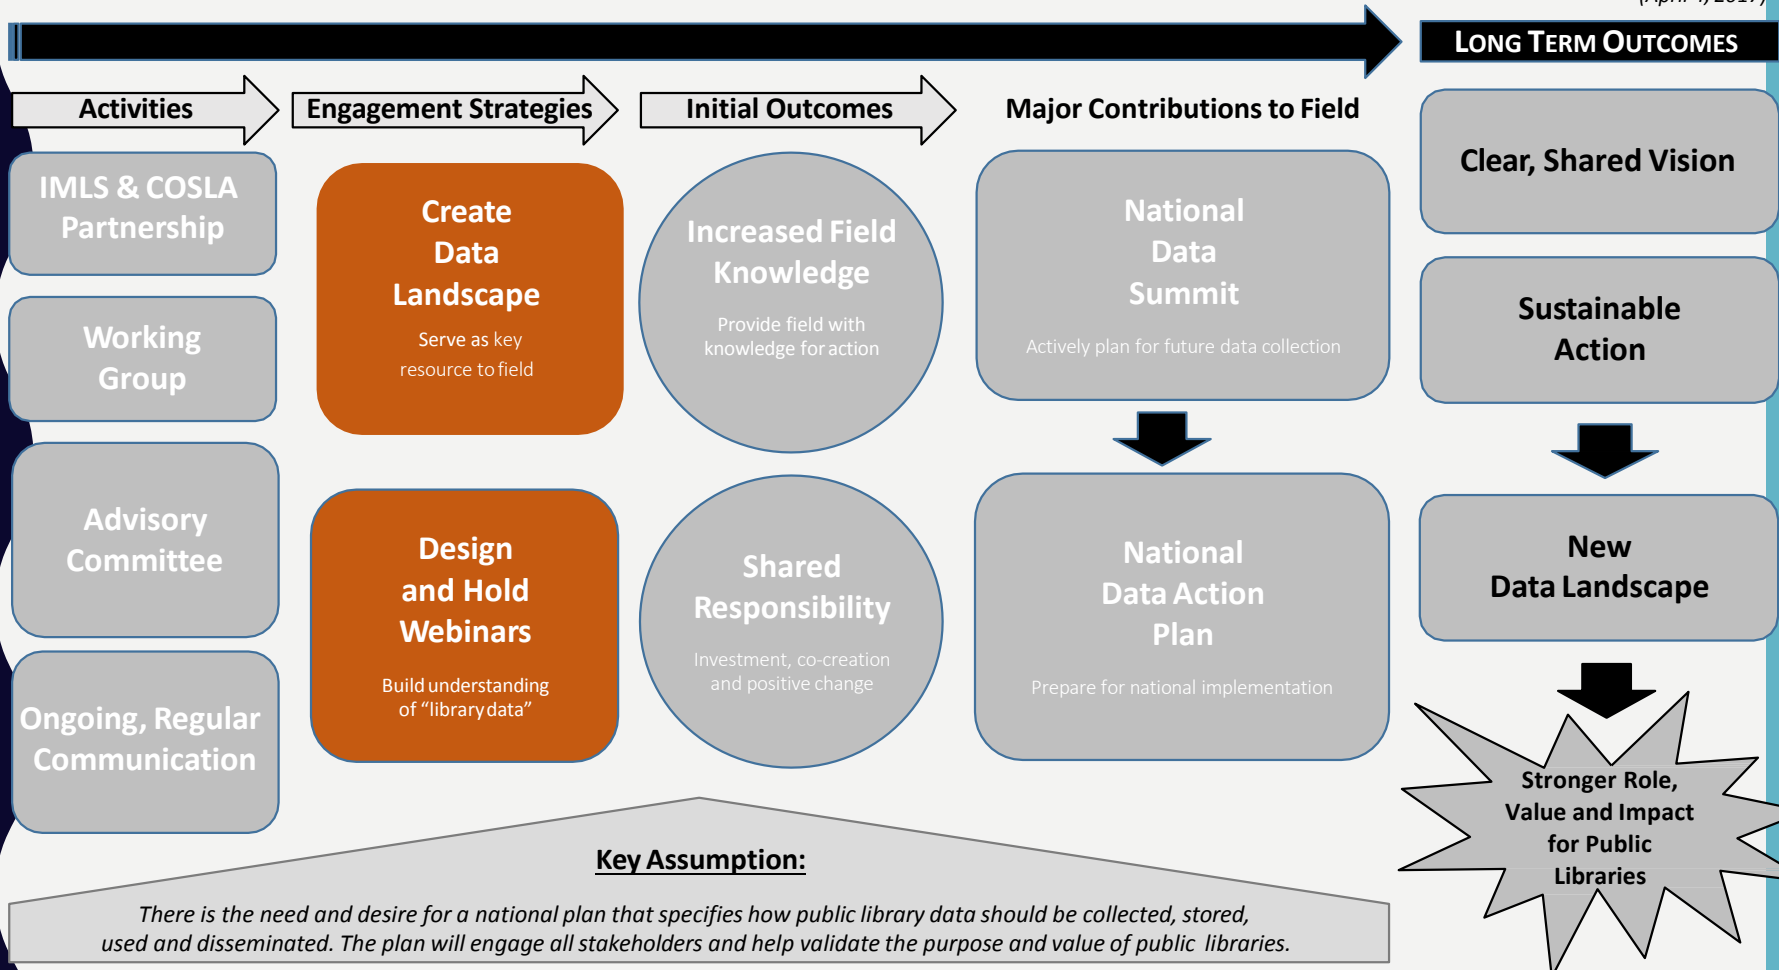 LONG TERM OUTCOMES
Activities
Engagement Strategies
Initial Outcomes
Major Contributions to Field
IMLS & COSLA
Partnership
Working
Group
Advisory
Committee
Ongoing, Regular
Communication
Create
Data
Landscape
Serve as key
resource to field
Design
and Hold
Webinars
Build understanding
of “library data”
Increased Field
Knowledge
Provide field with
knowledge for action
Shared
Responsibility
Investment, co-creation
and positive change
National
Data
Summit
Actively plan for future data collection
National
Data Action
Plan
Prepare for national implementation
Clear, Shared Vision
Sustainable
Action
New
Data Landscape
Stronger Role,
Value and Impact
for Public
Libraries
Key Assumption:
There is the need and desire for a national plan that specifies how public library data should be collected, stored,
used and disseminated. The plan will engage all stakeholders and help validate the purpose and value of public libraries.